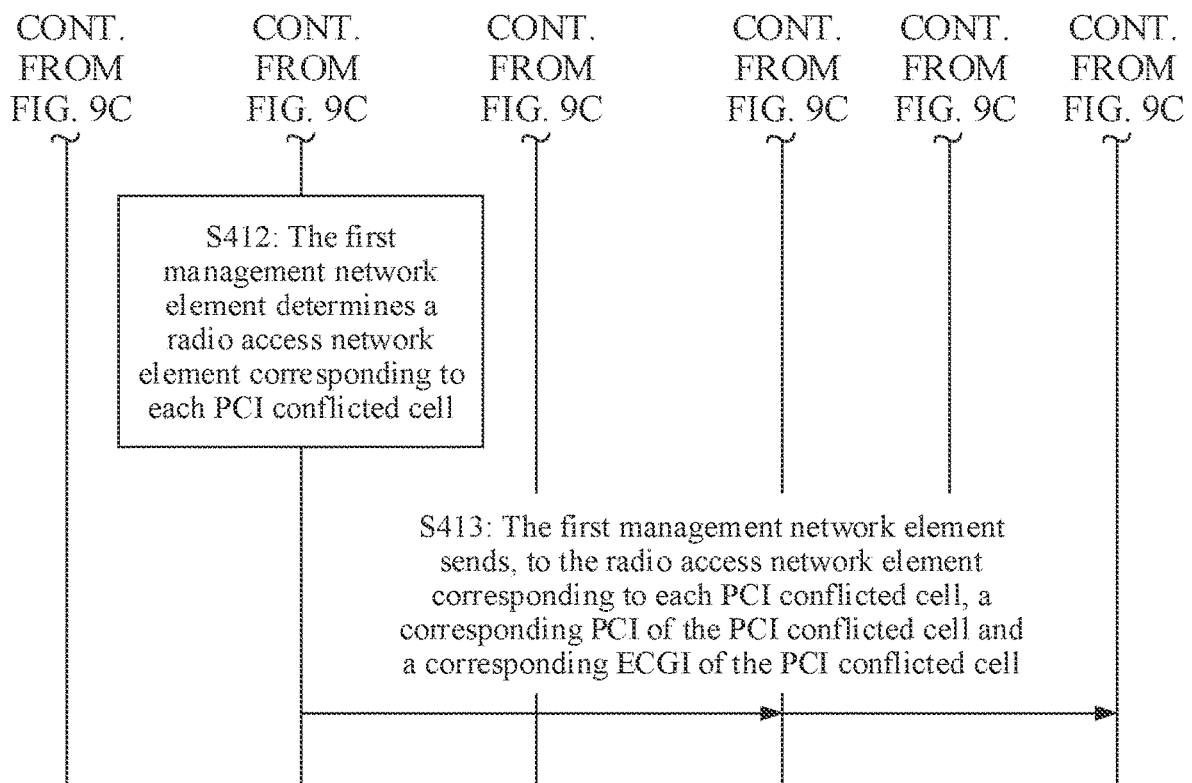 CONT. FROM FIG. 9C
CONT. FROM FIG. 9C
CONT. FROM FIG. 9C
CONT. FROM FIG. 9C
CONT. FROM FIG. 9C
CONT. FROM FIG. 9C
S412: The first
management network
element determines a
radio access network
element corresponding to
each PCI conflicted cell
S413: The first management network element
sends, to the radio access network element
corresponding to each PCI conflicted cell, a
corresponding PCI of the PCI conflicted cell and
a corresponding ECGI of the PCI conflicted cell